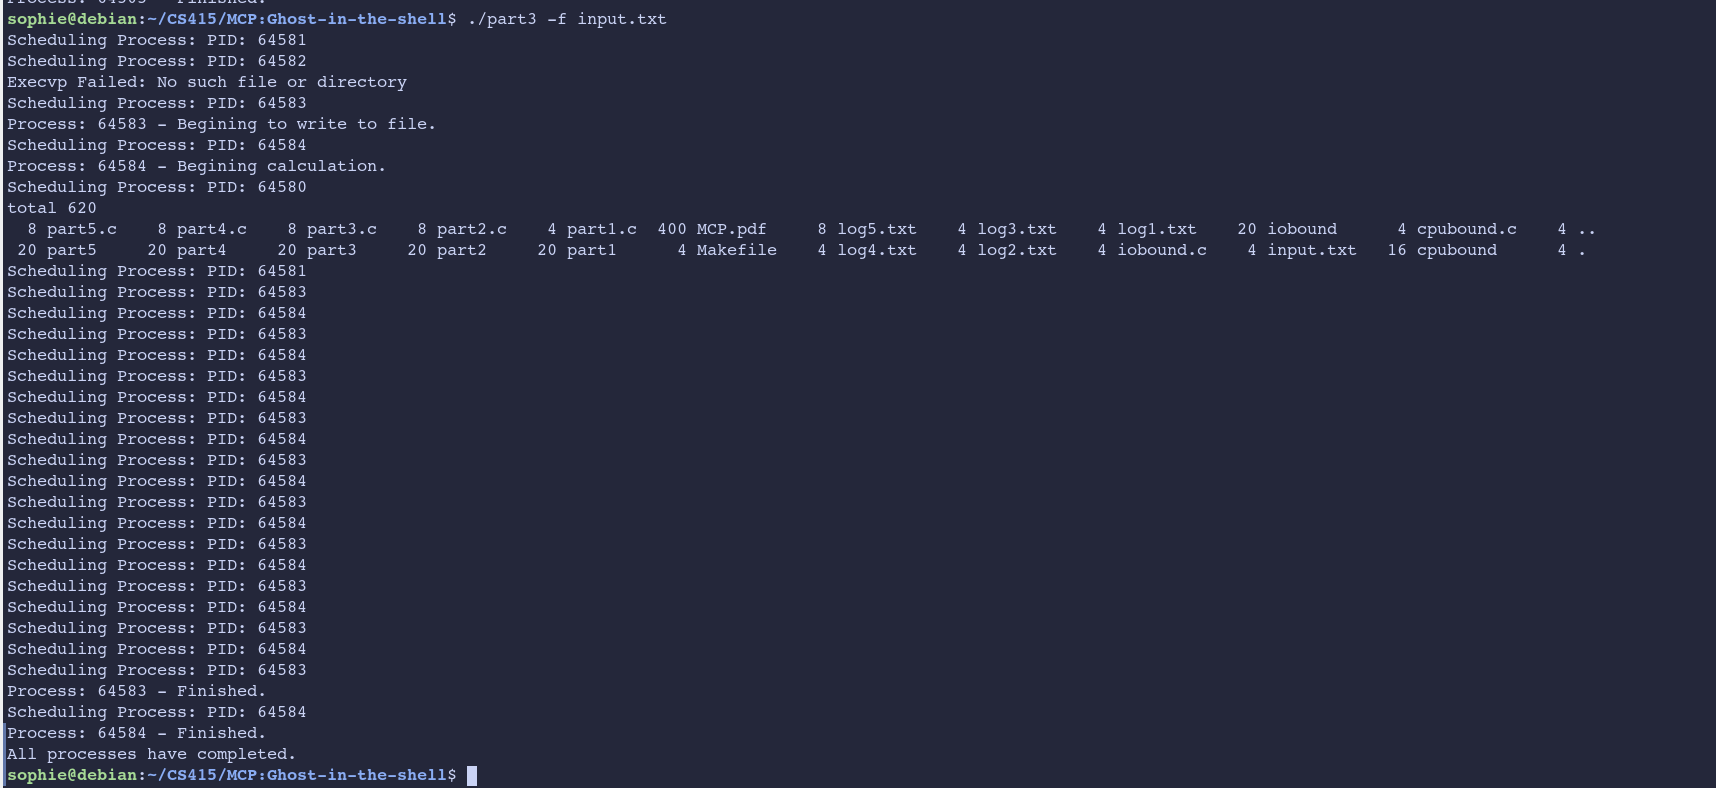 Process: 64565 - Finished.
sophie@debian:~/CS415/MCP:Ghost-in-the-shell$ ./part3 -f input.txt
Scheduling Process: PID: 64581
Scheduling Process: PID: 64582
Execvp Failed: No such file or directory
Scheduling Process: PID: 64583
Process: 64583 - Begining to write to file.
Scheduling Process: PID: 64584
Process: 64584 - Begining calculation.
Scheduling Process: PID: 64580
total 620
8 part5.c 8 part4.c 8 part3.c 8 part2.c 4 part1.c 400 MCP.pdf 8 log5.txt 4 log3.txt 4 log1.txt 20 iobound 4 cpubound.c 4 ..
20 part5 20 part4 20 part3 20 part2 20 part1 4 Makefile 4 log4.txt 4 log2.txt 4 iobound.c 4 input.txt 16 cpubound 4 .
Scheduling Process: PID: 64581
Scheduling Process: PID: 64583
Scheduling Process: PID: 64584
Scheduling Process: PID: 64583
Scheduling Process: PID: 64584
Scheduling Process: PID: 64583
Scheduling Process: PID: 64584
Scheduling Process: PID: 64583
Scheduling Process: PID: 64584
Scheduling Process: PID: 64583
Scheduling Process: PID: 64584
Scheduling Process: PID: 64583
Scheduling Process: PID: 64584
Scheduling Process: PID: 64583
Scheduling Process: PID: 64584
Scheduling Process: PID: 64583
Scheduling Process: PID: 64584
Scheduling Process: PID: 64583
Scheduling Process: PID: 64584
Scheduling Process: PID: 64583
Process: 64583 - Finished.
Scheduling Process: PID: 64584
Process: 64584 - Finished.
All processes have completed.
sophie@debian:~/CS415/MCP:Ghost-in-the-shell$